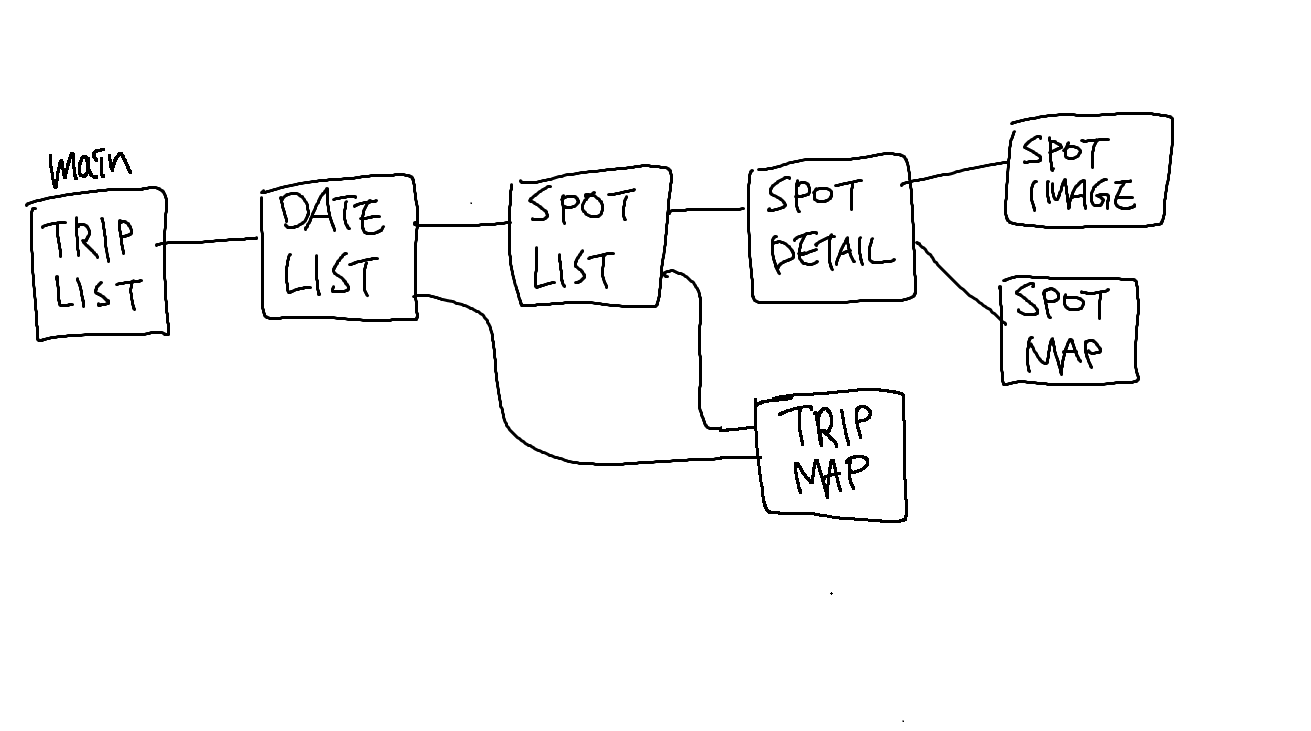 main
TRIP
LIST
DATE
LIST
SPOT
LIST
SPOT
DETAIL
SPOT
IMAGE
SPOT
MAP
TRIP
MAP